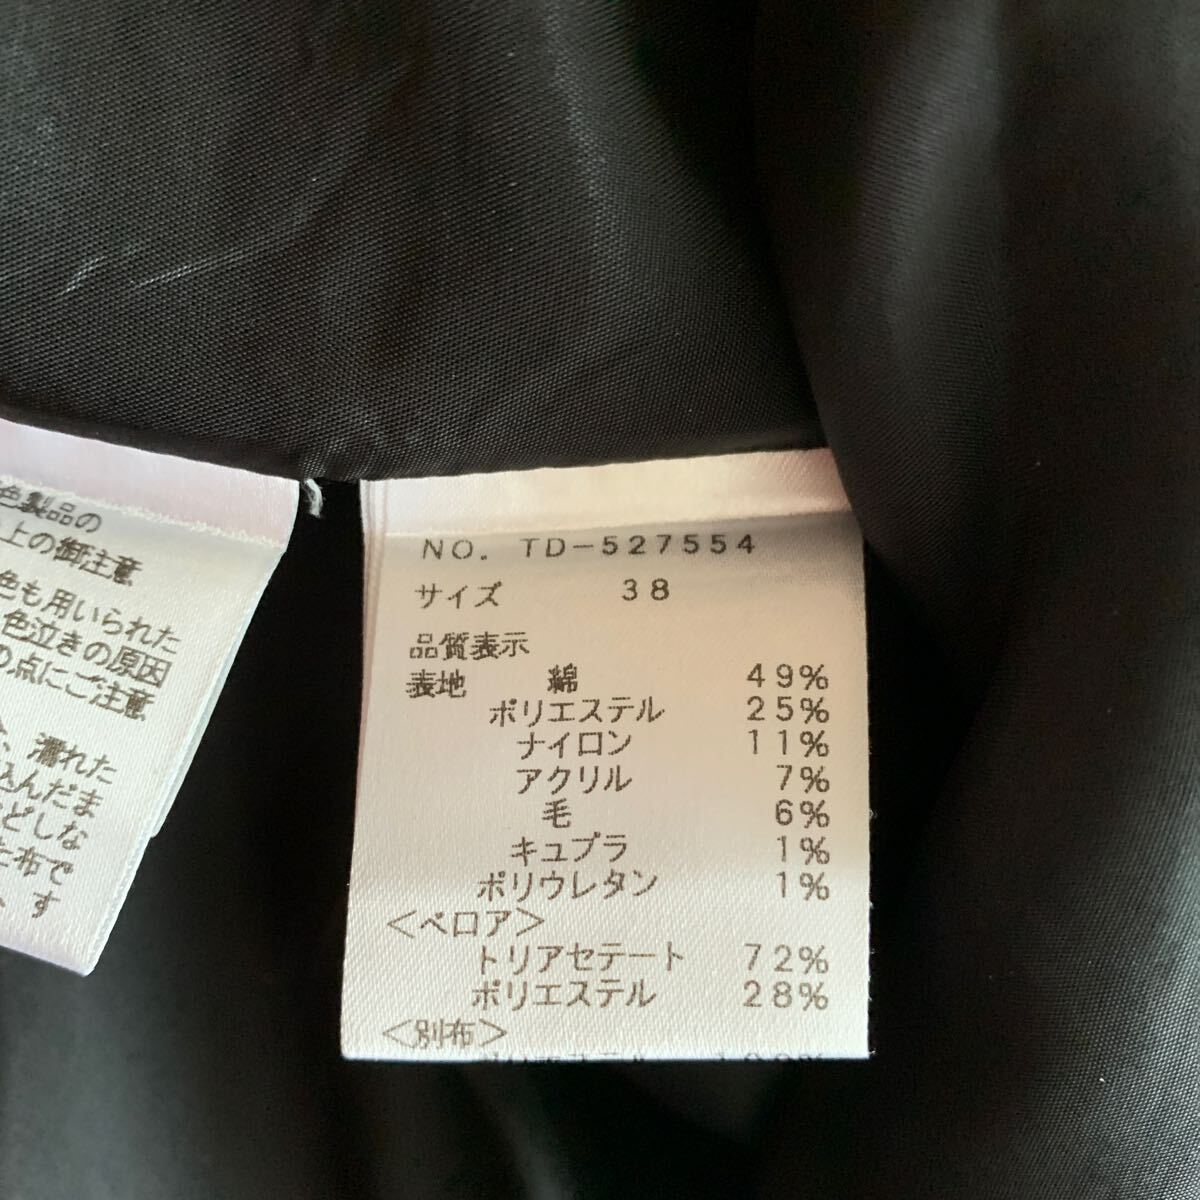 色製品の
上の御注意
色も用いられた
色泣きの原因
の点にご注意
、濡れた
込んだま
どしな
た布で
、す
NO. TD-527554
サイズ 38
品質表示
表地 綿 49%
ポリエステル 25%
ナイロン 11%
アクリル 7%
毛 6%
キュプラ 1%
ポリウレタン 1%
<ベロア>
トリアセテート 72%
ポリエステル 28%
<別布>